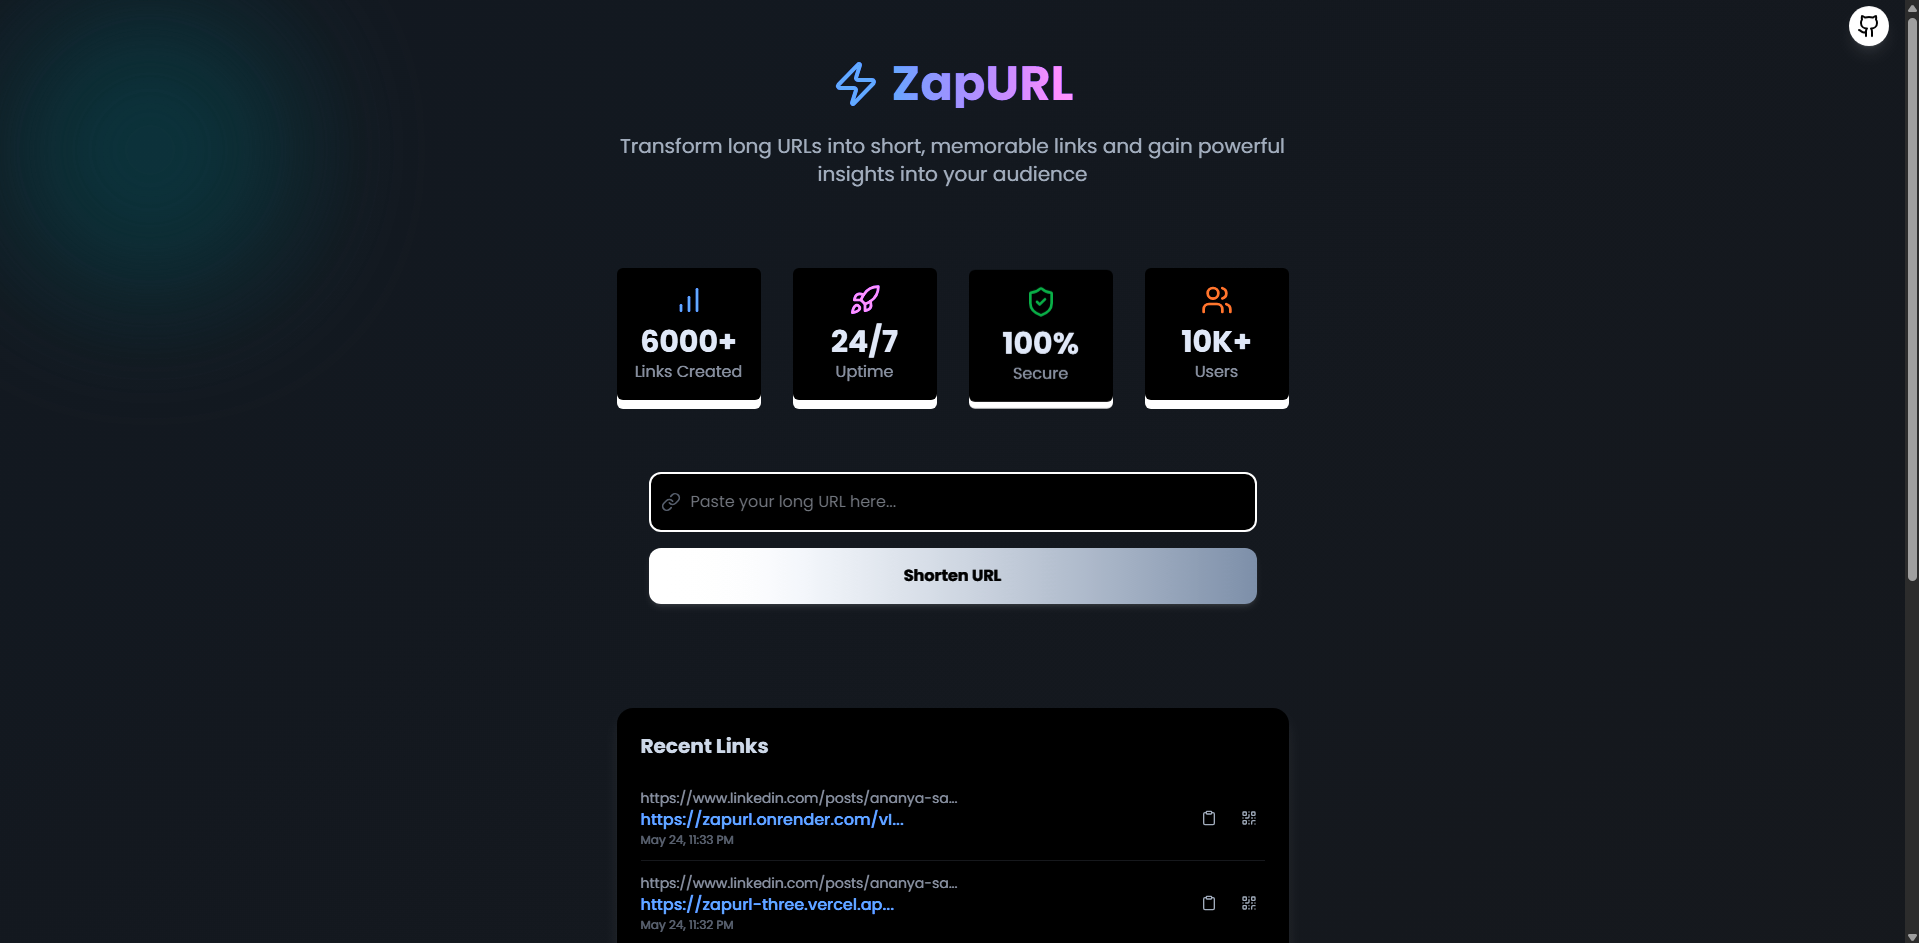 ZapURL
Transform long URLs into short, memorable links and gain powerful
insights into your audience
6000+
Links Created
24/7
Uptime
100%
Secure
10K+
Users
Paste your long URL here...
Shorten URL
Recent Links
https://www.linkedin.com/posts/ananya-sa...
https://zapurl.onrender.com/vI...
May 24, 11:33 PM
https://www.linkedin.com/posts/ananya-sa...
https://zapurl-three.vercel.ap...
May 24, 11:32 PM